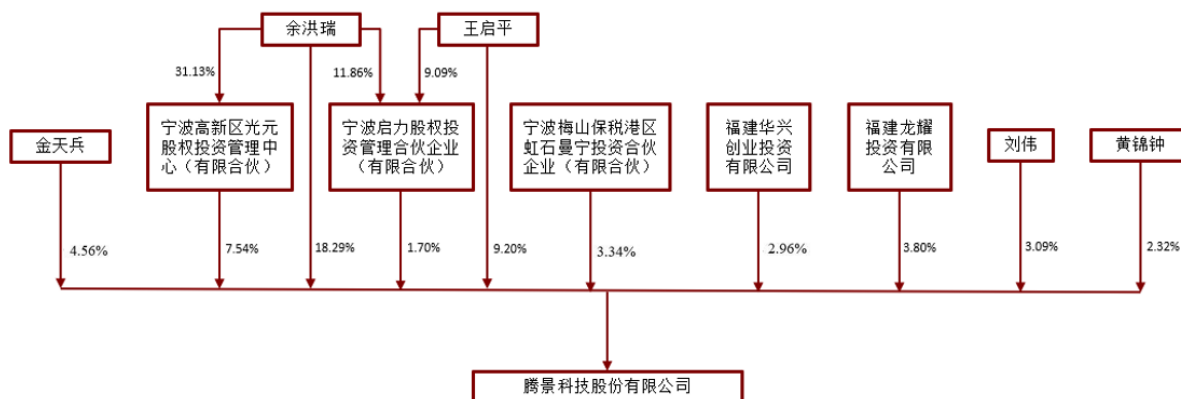 余洪瑞
王启平
31.13%
11.86%
9.09%
金天兵
宁波高新区光元
股权投资管理中
心（有限合伙）
宁波启力股权投
资管理合伙企业
（有限合伙）
宁波梅山保税港区
虹石曼宁投资合伙
企业（有限合伙）
福建华兴
创业投资
有限公司
福建龙耀
投资有限
公司
刘伟
黄锦钟
4.56%
7.54%
18.29%
1.70%
9.20%
3.34%
2.96%
3.80%
3.09%
2.32%
腾景科技股份有限公司